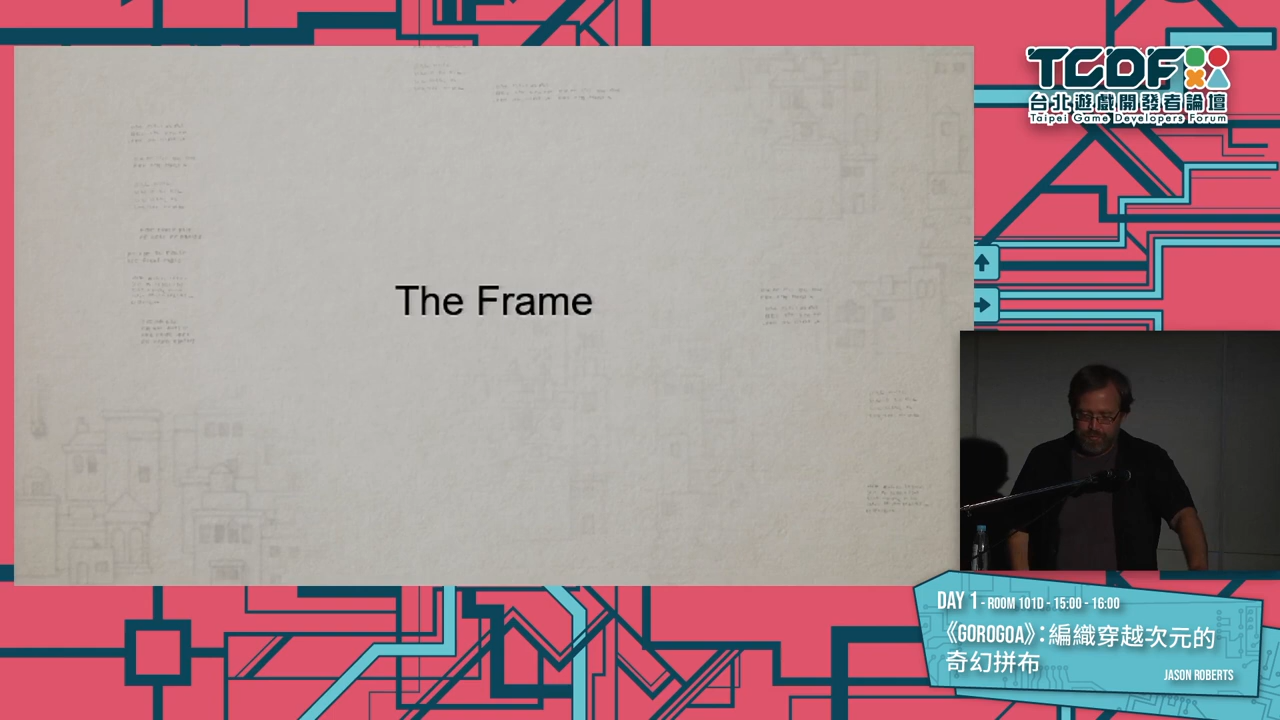 The Frame
TGDF
台北遊戲開發者論壇
Taipei Game Developers Forum
DAY 1 - ROOM 101D - 15:00 - 16:00
《GOROGOA》：編織穿越次元的
奇幻拼布
JASON ROBERTS